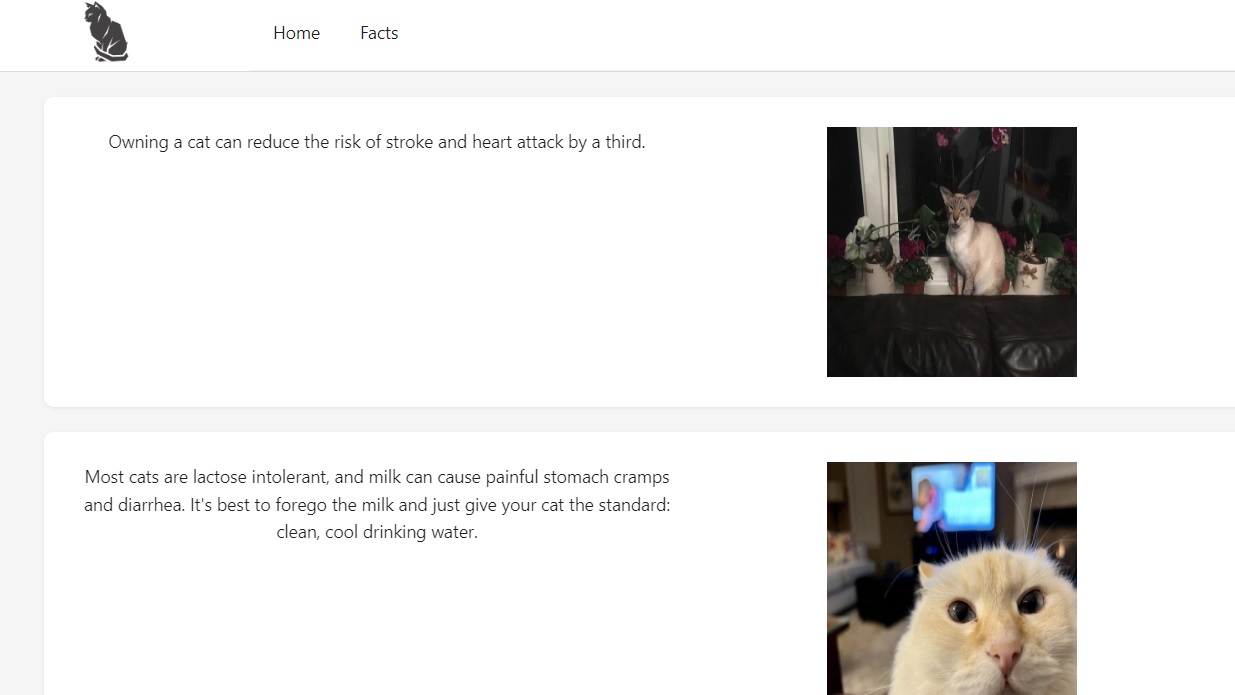 Home
Facts
Owning a cat can reduce the risk of stroke and heart attack by a third.
Most cats are lactose intolerant, and milk can cause painful stomach cramps
and diarrhea. It's best to forego the milk and just give your cat the standard:
clean, cool drinking water.